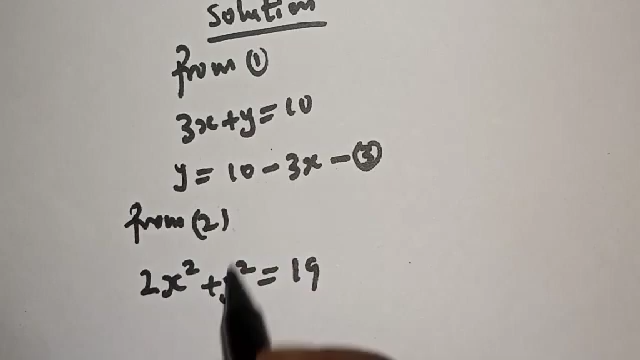 Solution
from ①
3x+y=10
y = 10 - 3x - ③
from (2)
2x² + y² = 19